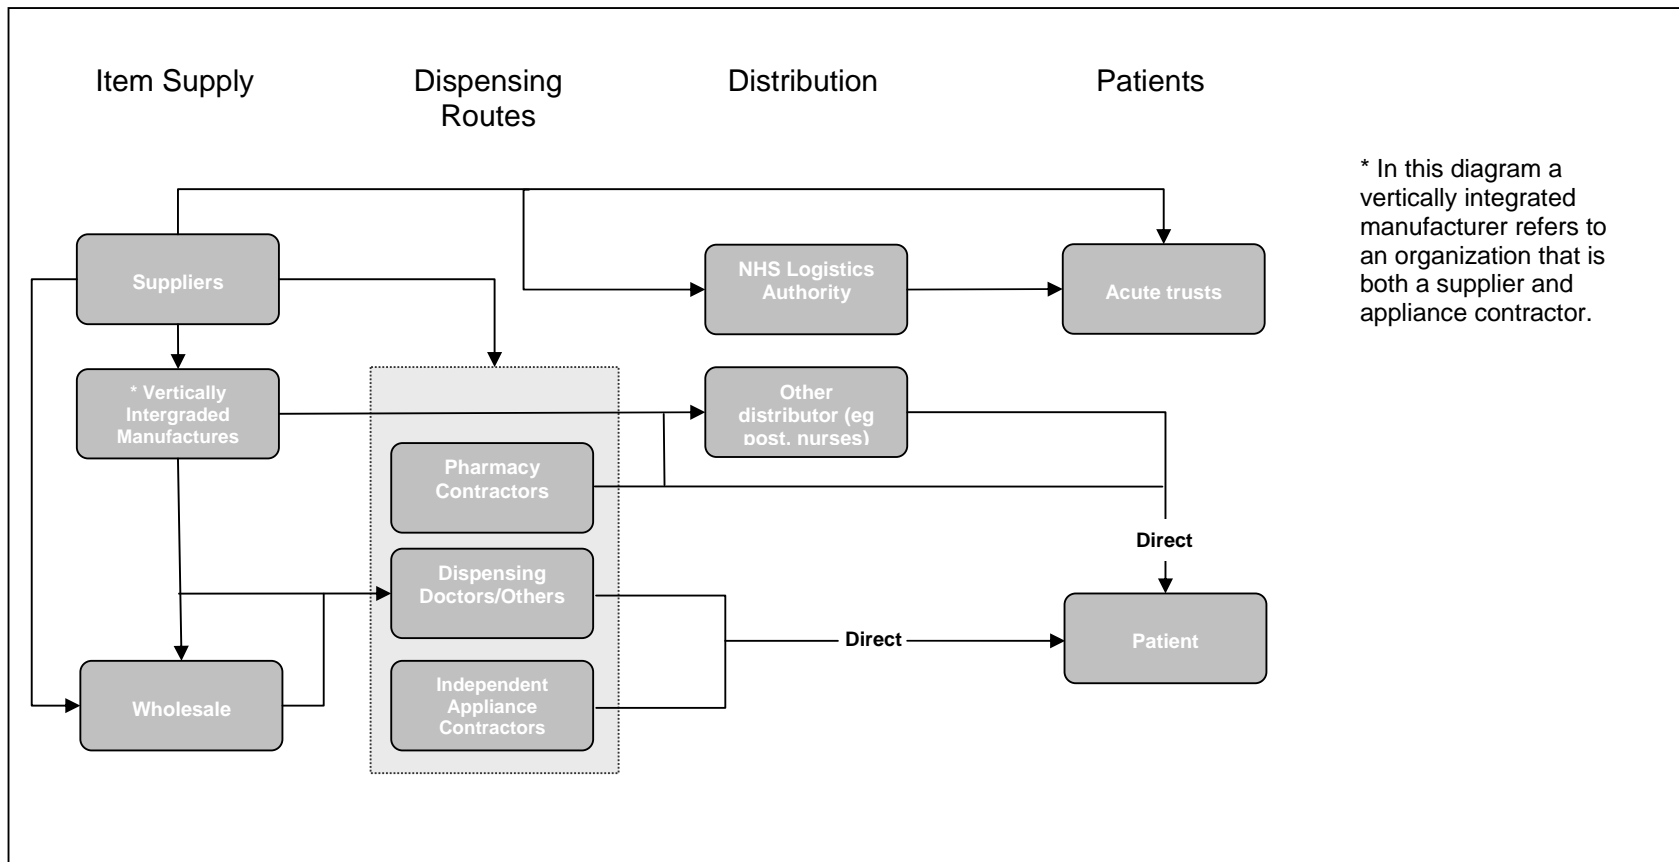 Item Supply
Dispensing
Routes
Distribution
Patients
* In this diagram a
vertically integrated
manufacturer refers to
an organization that is
both a supplier and
appliance contractor.
Suppliers
NHS Logistics
Authority
Acute trusts
* Vertically
Intergraded
Manufactures
Other
distributor (eg
post, nurses)
Pharmacy
Contractors
Direct
Dispensing
Doctors/Others
Direct
Patient
Wholesale
Independent
Appliance
Contractors